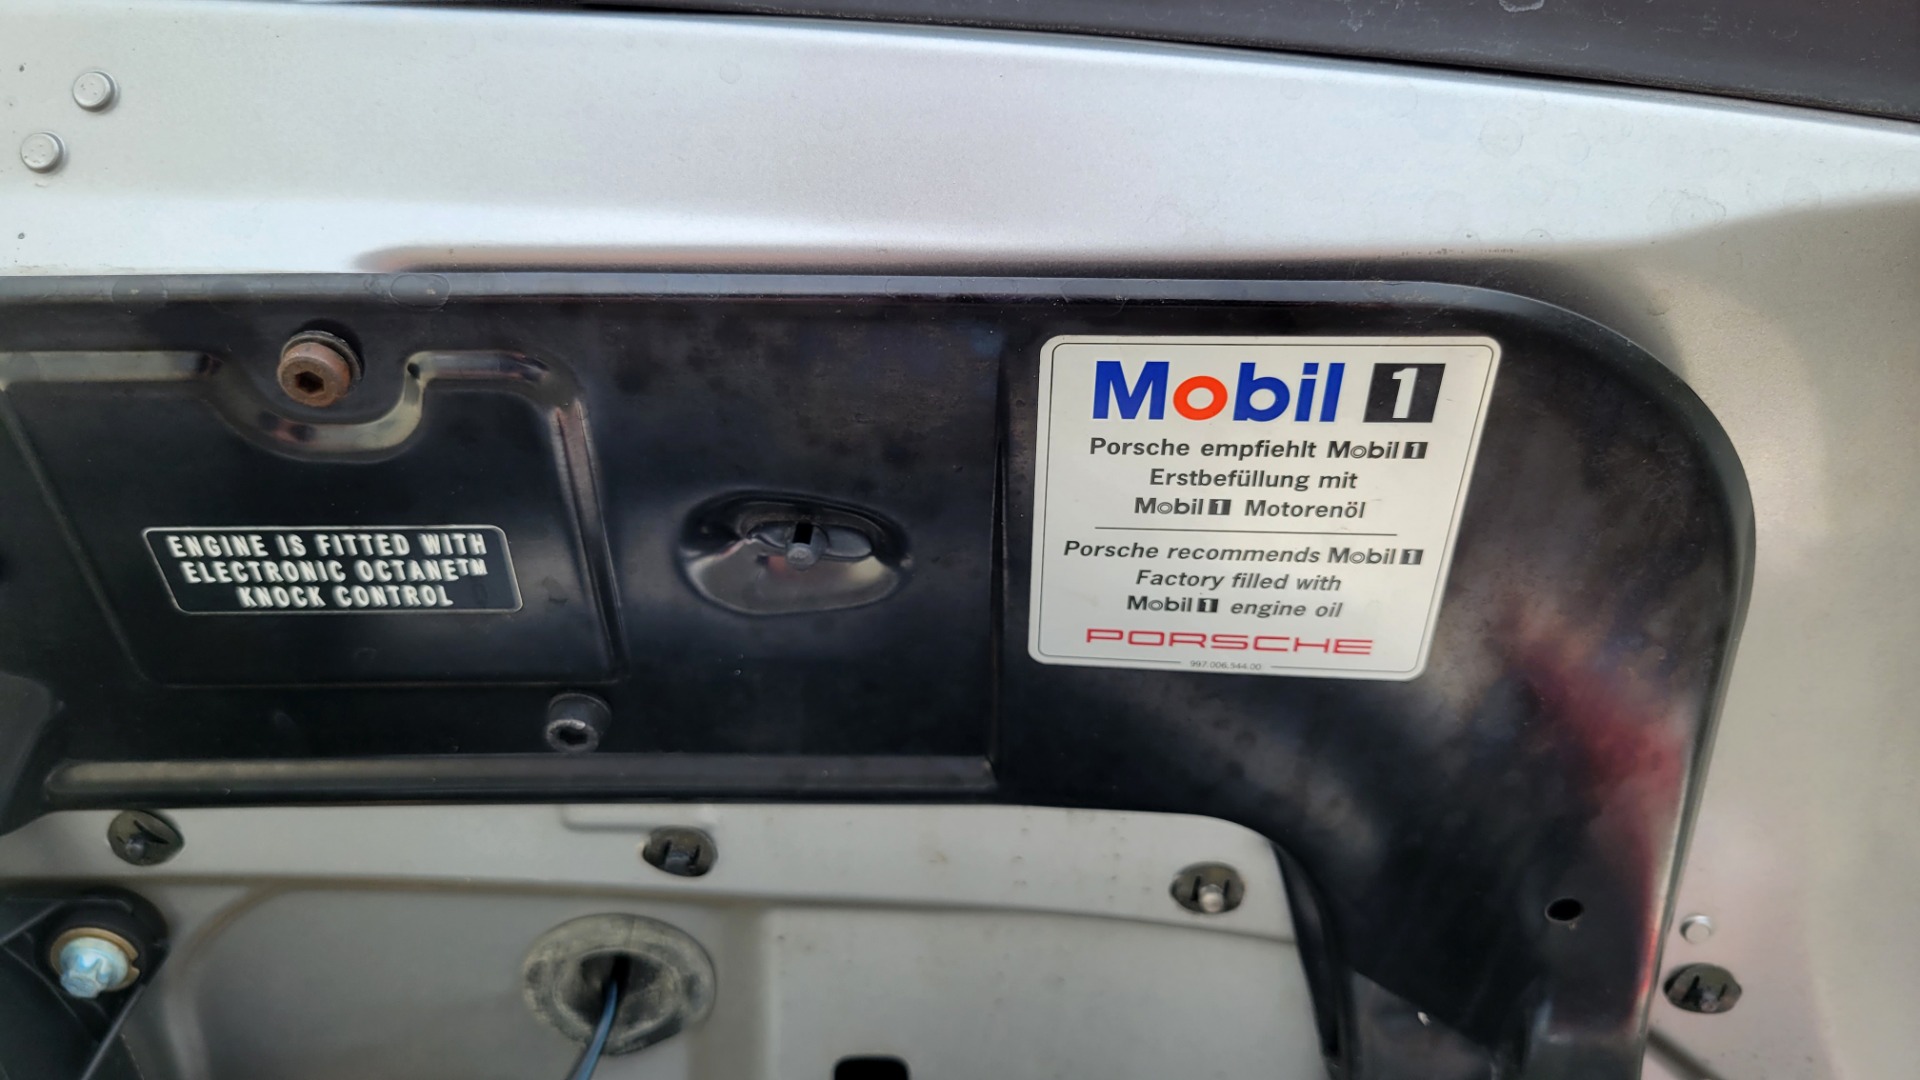 ENGINE IS FITTED WITH
ELECTRONIC OCTANE™
KNOCK CONTROL
Mobil 1
Porsche empfiehlt Mobil 1
Erstbefüllung mit
Mobil 1 Motorenöl
Porsche recommends Mobil 1
Factory filled with
Mobil 1 engine oil
PORSCHE
997.006.544.00